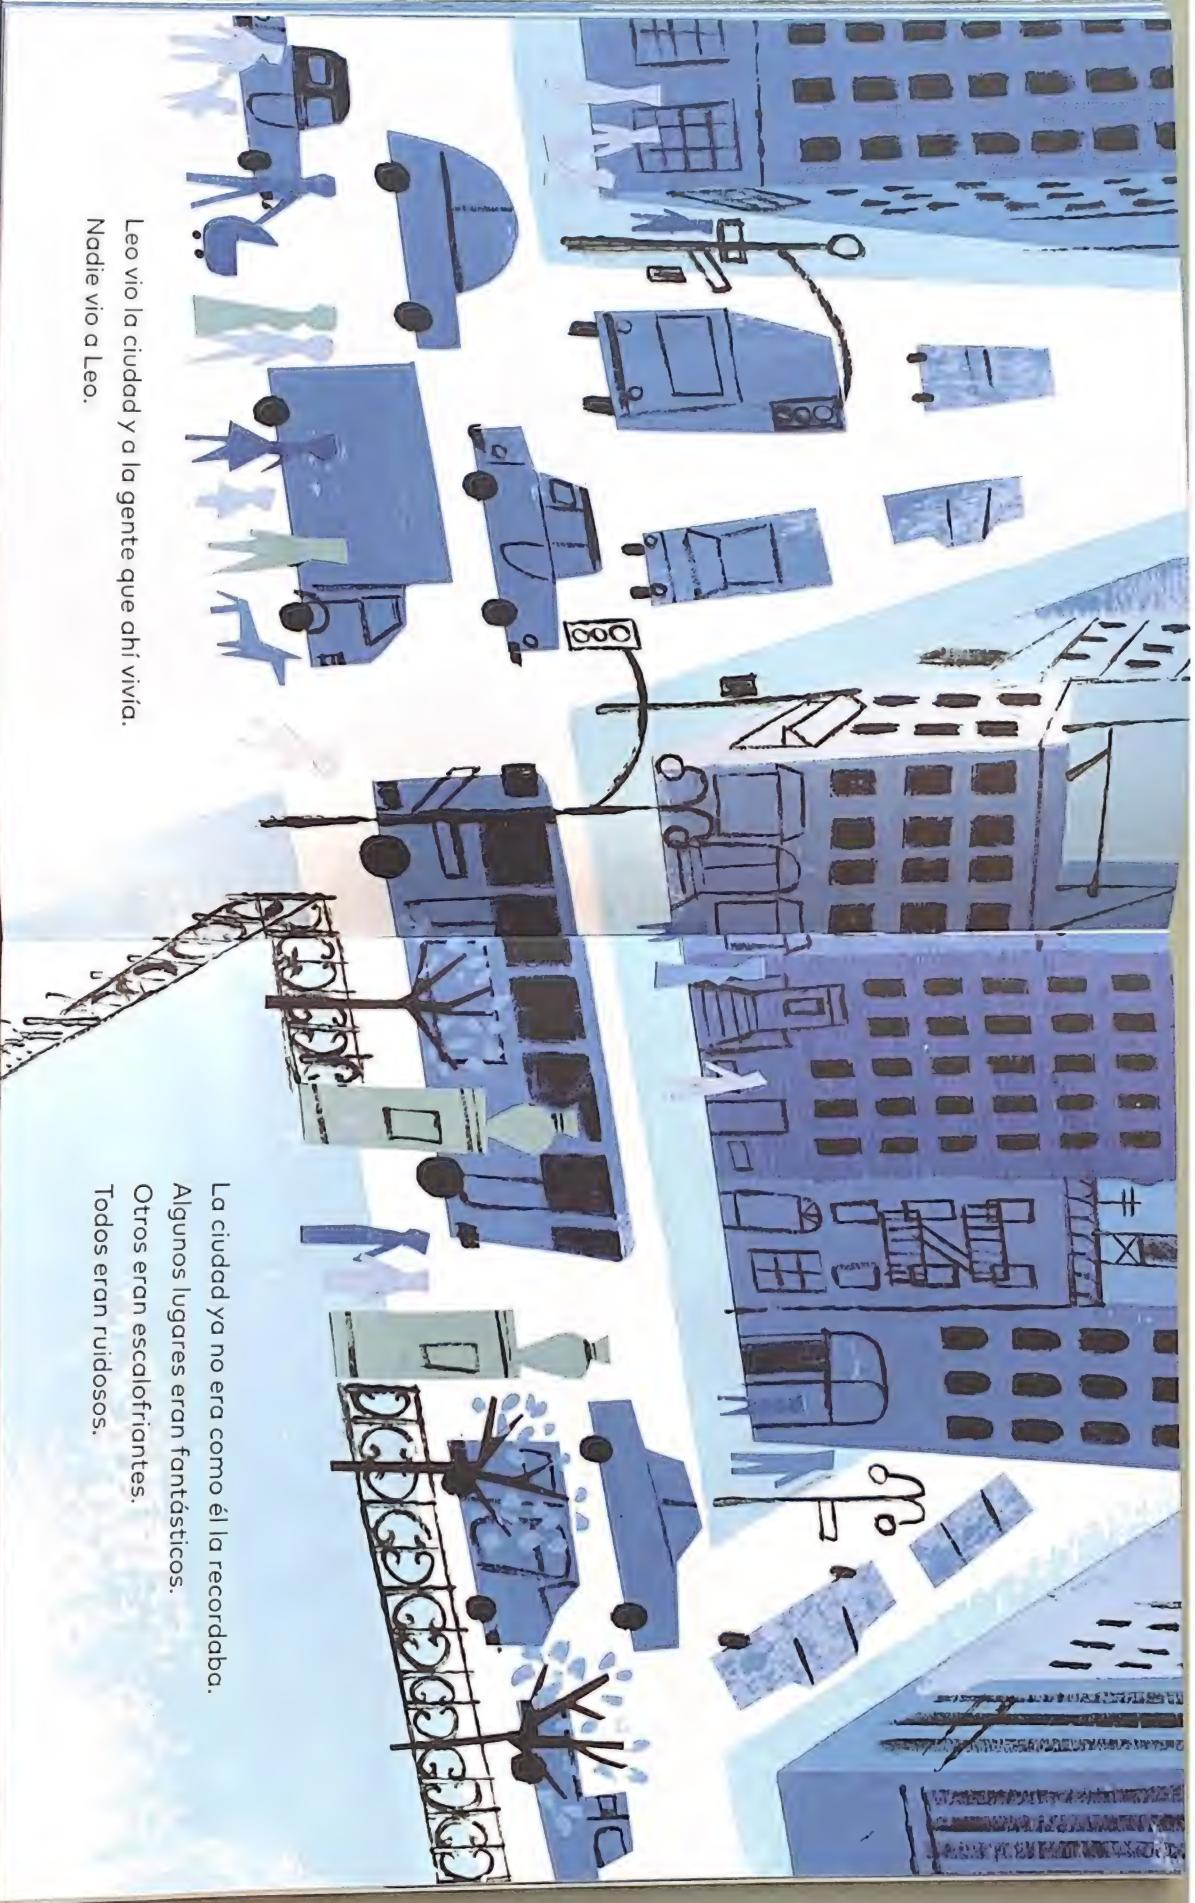 Leo vio la ciudad y a la gente que ahí vivía.
Nadie vio a Leo.
La ciudad ya no era como él la recordaba.
Algunos lugares eran fantásticos.
Otros eran escalofriantes.
Todos eran ruidosos.